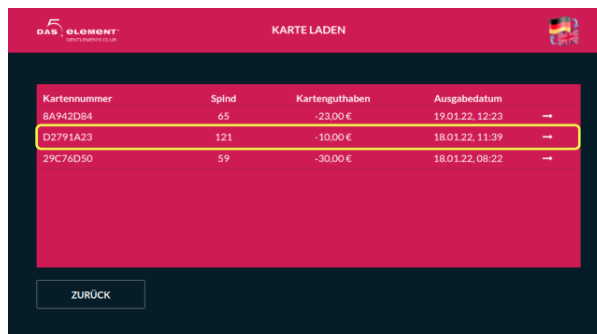 DAS 5 ELEMENT
GENTLEMEN'S CLUB
KARTE LADEN
Kartennummer Spind Kartenguthaben Ausgabedatum
8A942D84 65 -23,00 € 19.01.22, 12:23 →
D2791A23 121 -10,00 € 18.01.22, 11:39 →
29C76D50 59 -30,00 € 18.01.22, 08:22 →
ZURÜCK